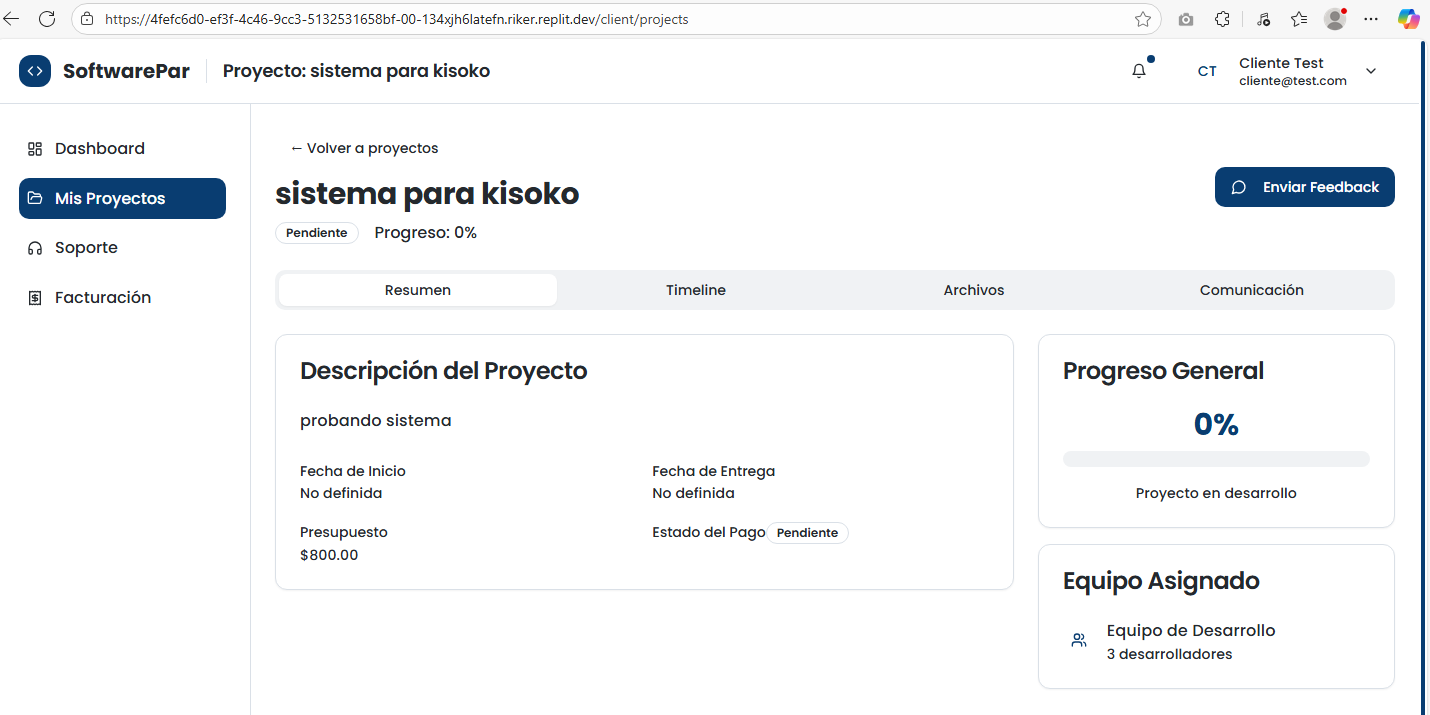 https://4fefc6d0-ef3f-4c46-9cc3-5132531658bf-00-134xjh6latefn.riker.replit.dev/client/projects
SoftwarePar
Proyecto: sistema para kisoko
CT
Cliente Test
cliente@test.com
Dashboard
Mis Proyectos
Soporte
Facturación
← Volver a proyectos
sistema para kisoko
Enviar Feedback
Pendiente
Progreso: 0%
Resumen
Timeline
Archivos
Comunicación
Descripción del Proyecto
probando sistema
Fecha de Inicio
No definida
Fecha de Entrega
No definida
Presupuesto
$800.00
Estado del Pago Pendiente
Progreso General
0%
Proyecto en desarrollo
Equipo Asignado
Equipo de Desarrollo
3 desarrolladores